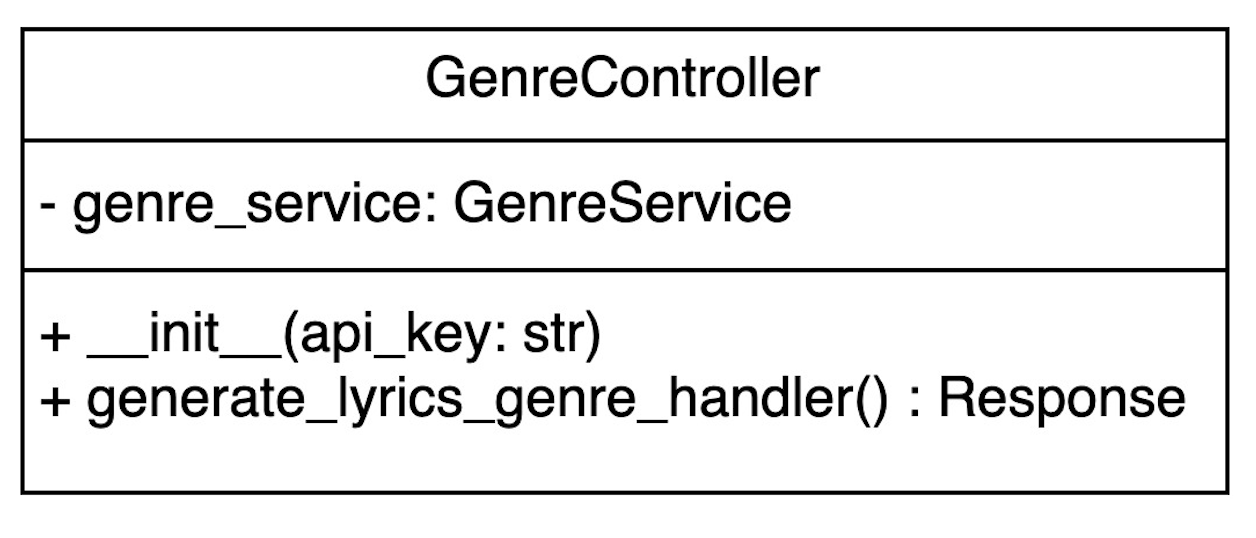 GenreController
- genre_service: GenreService
+ __init__(api_key: str)
+ generate_lyrics_genre_handler() : Response